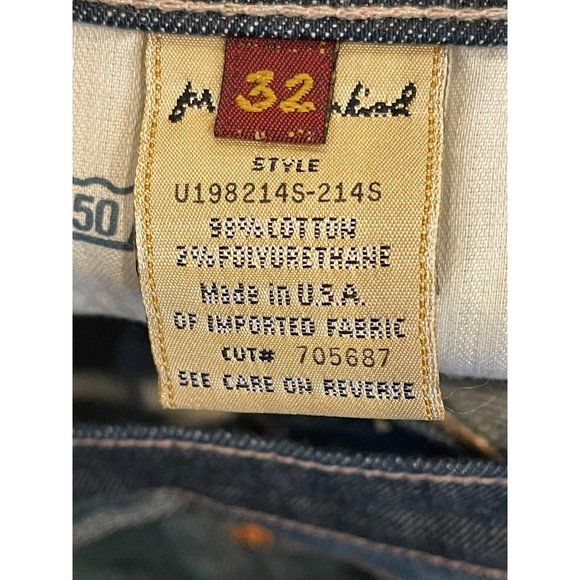 32
STYLE
U198214S-214S
98% COTTON
2% POLYURETHANE
Made in U.S.A.
OF IMPORTED FABRIC
CUT# 705687
SEE CARE ON REVERSE
50